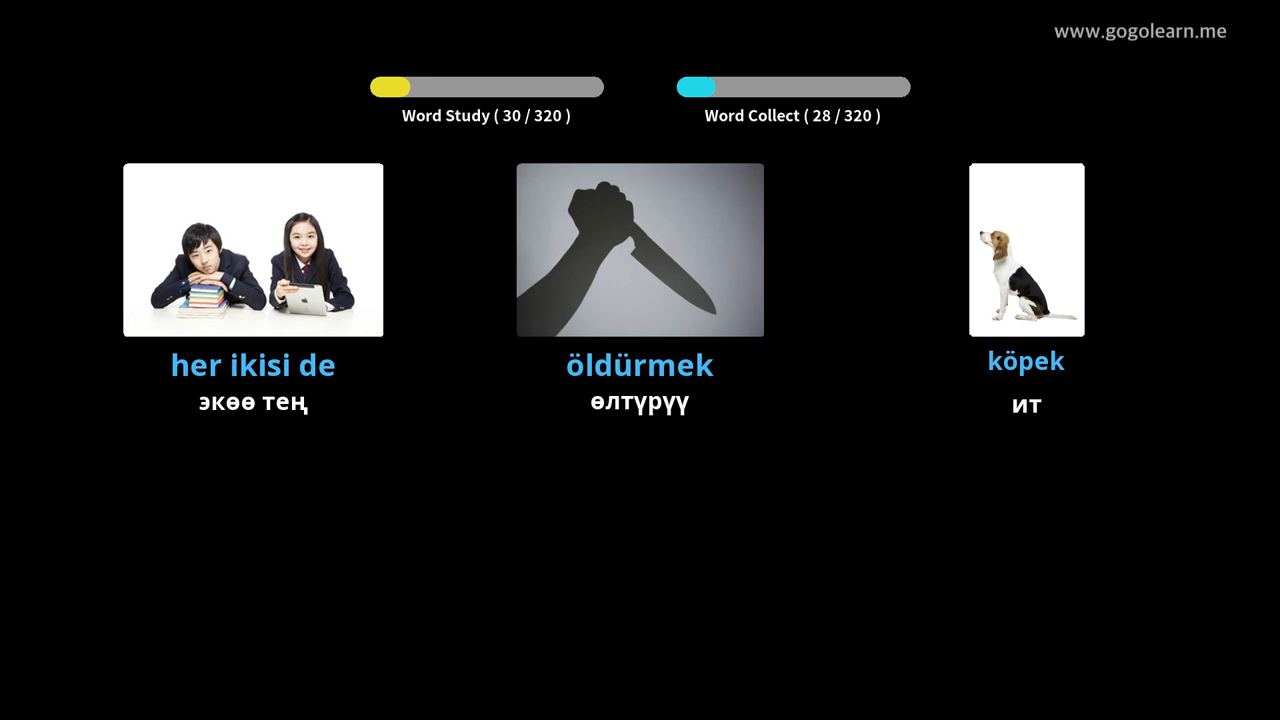 www.gogolearn.me
Word Study ( 30 / 320 )
Word Collect ( 28 / 320 )
her ikisi de
экөө тең
öldürmek
өлтүрүү
köpek
ит